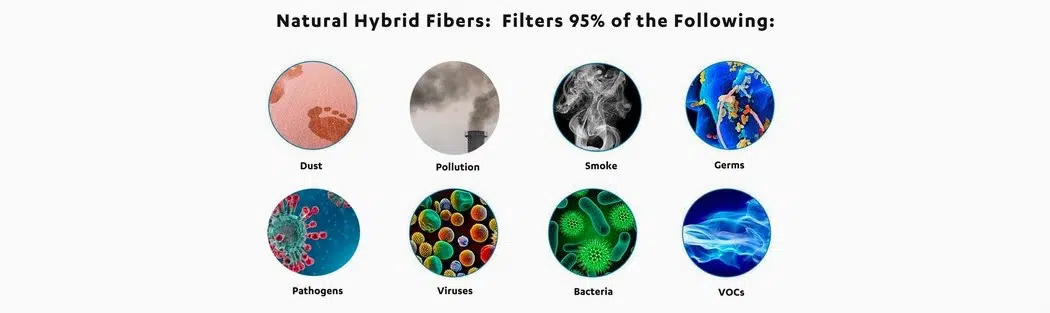 Natural Hybrid Fibers: Filters 95% of the Following:
Dust
Pollution
Smoke
Germs
Pathogens
Viruses
Bacteria
VOCs